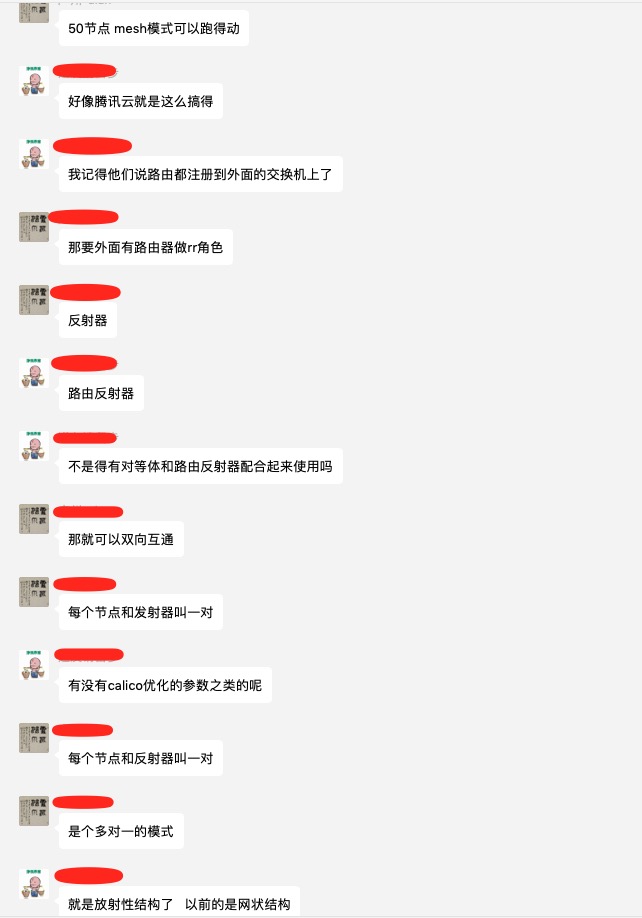 50节点 mesh模式可以跑得动
好像腾讯云就是这么搞得
我记得他们说路由都注册到外面的交换机上了
那要外面有路由器做rr角色
反射器
路由反射器
不是得有对等体和路由反射器配合起来使用吗
那就可以双向互通
每个节点和发射器叫一对
有没有calico优化的参数之类的呢
每个节点和反射器叫一对
是个多对一的模式
就是放射性结构了 以前的是网状结构